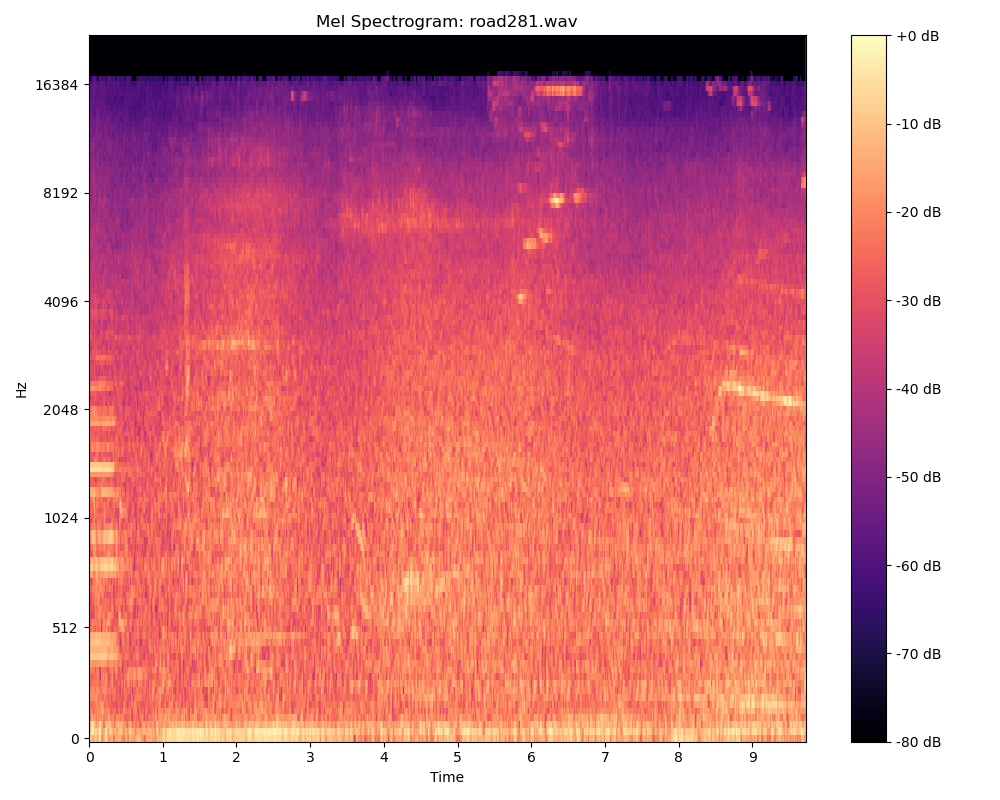 Mel Spectrogram: road281.wav
Hz
16384
8192
4096
2048
1024
512
0
0 1 2 3 4 5 6 7 8 9
Time
+0 dB
-10 dB
-20 dB
-30 dB
-40 dB
-50 dB
-60 dB
-70 dB
-80 dB